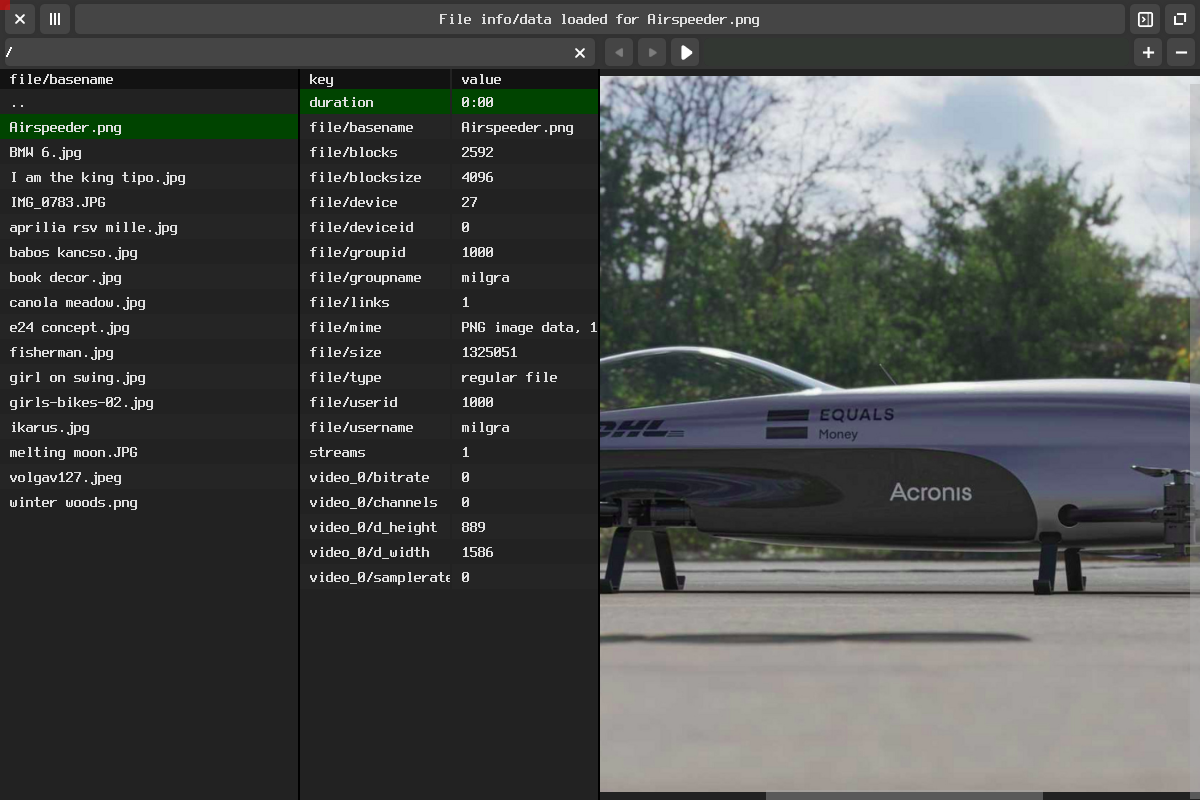 File info/data loaded for Airspeeder.png
/
file/basename
..
Airspeeder.png
BMW 6.jpg
I am the king tipo.jpg
IMG_0783.JPG
aprilia rsv mille.jpg
babos kancso.jpg
book decor.jpg
canola meadow.jpg
e24 concept.jpg
fisherman.jpg
girl on swing.jpg
girls-bikes-02.jpg
ikarus.jpg
melting moon.JPG
volgav127.jpeg
winter woods.png
key value
duration 0:00
file/basename Airspeeder.png
file/blocks 2592
file/blocksize 4096
file/device 27
file/deviceid 0
file/groupid 1000
file/groupname milgra
file/links 1
file/mime PNG image data, 1
file/size 1325051
file/type regular file
file/userid 1000
file/username milgra
streams 1
video_0/bitrate 0
video_0/channels 0
video_0/d_height 889
video_0/d_width 1586
video_0/samplerate 0
DHL
EQUALS
Money
Acronis